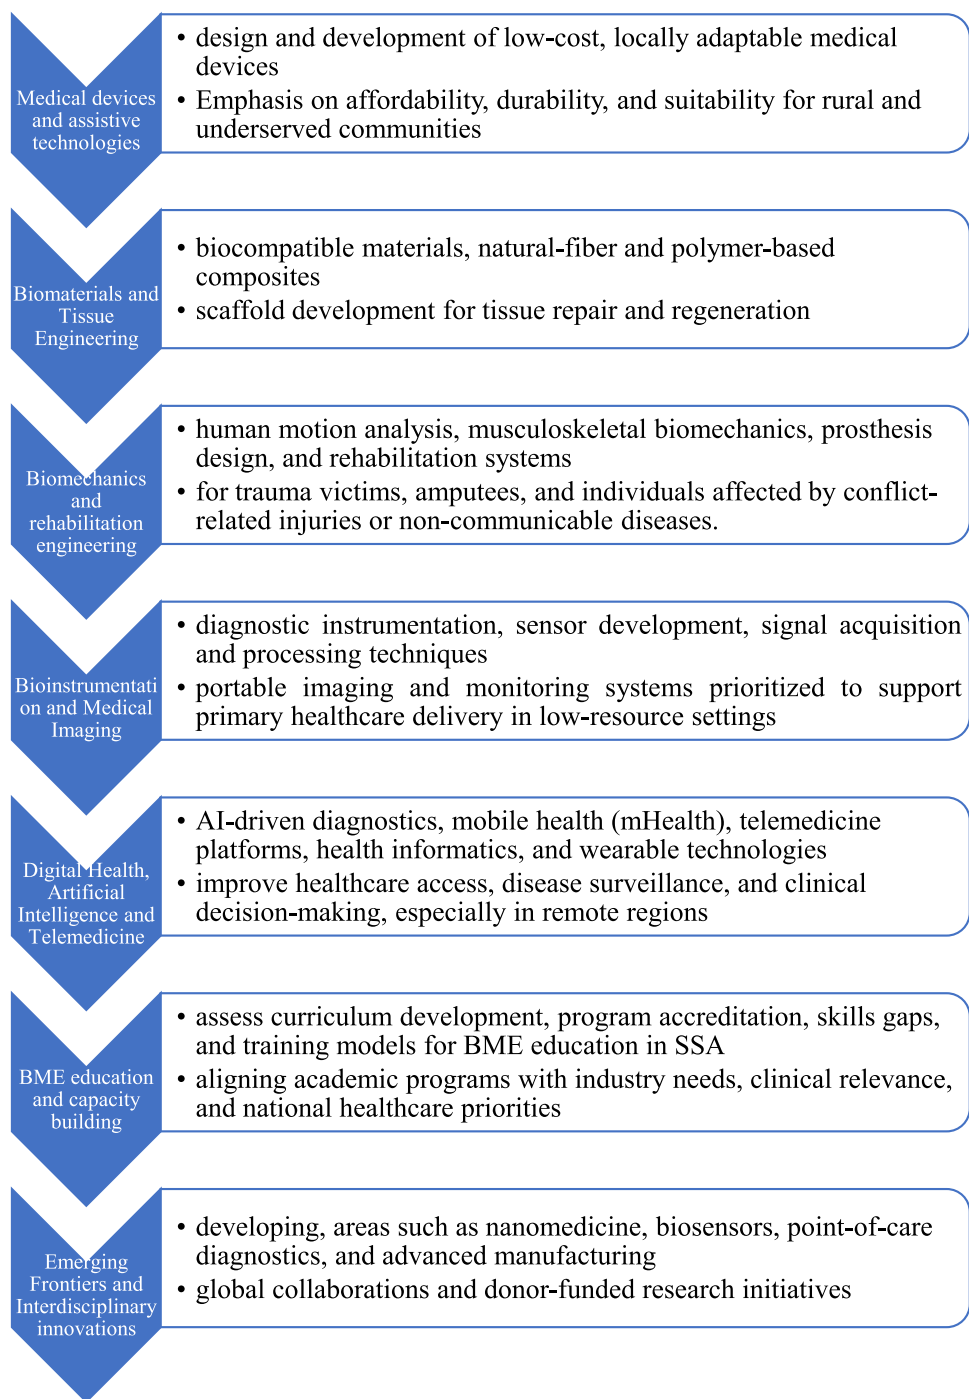 Medical devices
and assistive
technologies
• design and development of low-cost, locally adaptable medical
devices
• Emphasis on affordability, durability, and suitability for rural and
underserved communities
Biomaterials and
Tissue
Engineering
• biocompatible materials, natural-fiber and polymer-based
composites
• scaffold development for tissue repair and regeneration
Biomechanics
and
rehabilitation
engineering
• human motion analysis, musculoskeletal biomechanics, prosthesis
design, and rehabilitation systems
• for trauma victims, amputees, and individuals affected by conflict-
related injuries or non-communicable diseases.
Bioinstrumentati
on and Medical
Imaging
• diagnostic instrumentation, sensor development, signal acquisition
and processing techniques
• portable imaging and monitoring systems prioritized to support
primary healthcare delivery in low-resource settings
Digital Health,
Artificial
Intelligence and
Telemedicine
• AI-driven diagnostics, mobile health (mHealth), telemedicine
platforms, health informatics, and wearable technologies
• improve healthcare access, disease surveillance, and clinical
decision-making, especially in remote regions
BME education
and capacity
building
• assess curriculum development, program accreditation, skills gaps,
and training models for BME education in SSA
• aligning academic programs with industry needs, clinical relevance,
and national healthcare priorities
Emerging
Frontiers and
Interdisciplinary
innovations
• developing, areas such as nanomedicine, biosensors, point-of-care
diagnostics, and advanced manufacturing
• global collaborations and donor-funded research initiatives